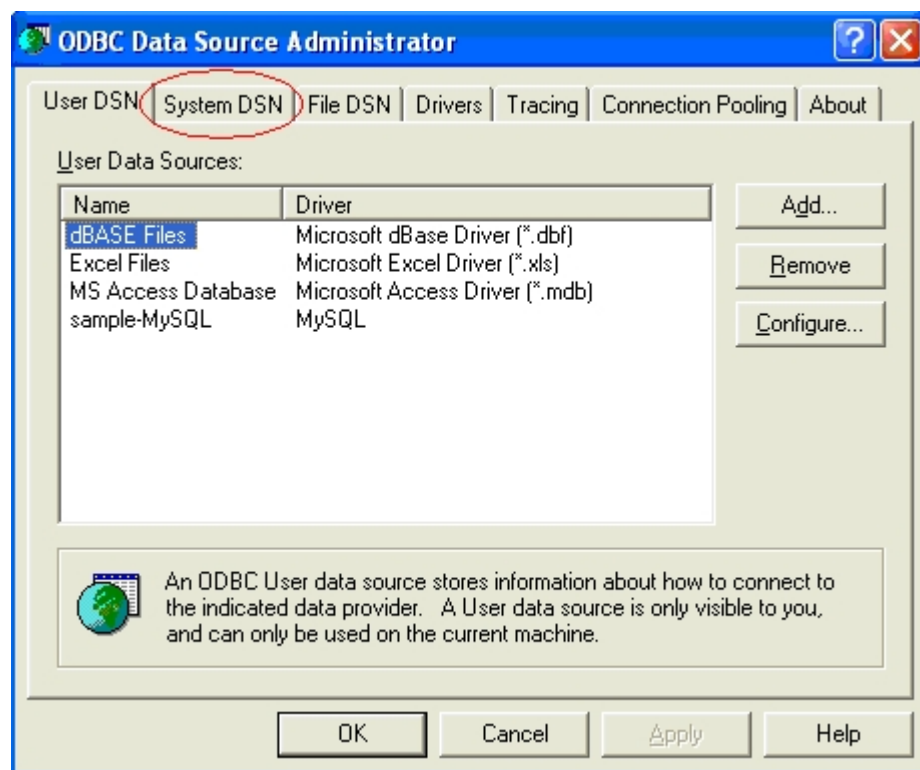 ODBC Data Source Administrator
User DSN System DSN File DSN Drivers Tracing Connection Pooling About
User Data Sources:
Name Driver
dBASE Files Microsoft dBase Driver (*.dbf)
Excel Files Microsoft Excel Driver (*.xls)
MS Access Database Microsoft Access Driver (*.mdb)
sample-MySQL MySQL
Add...
Remove
Configure...
An ODBC User data source stores information about how to connect to
the indicated data provider. A User data source is only visible to you,
and can only be used on the current machine.
OK Cancel Apply Help